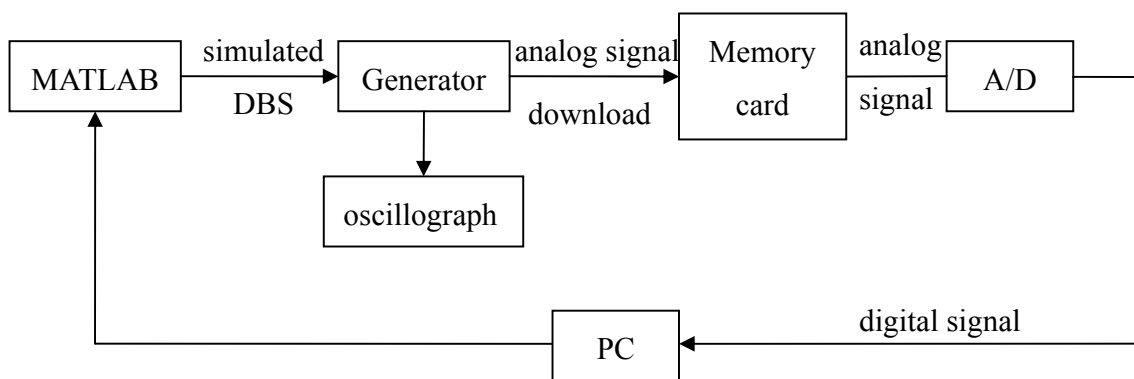 MATLAB
simulated
DBS
Generator
analog signal
download
Memory
card
analog
signal
A/D
oscillograph
PC
digital signal